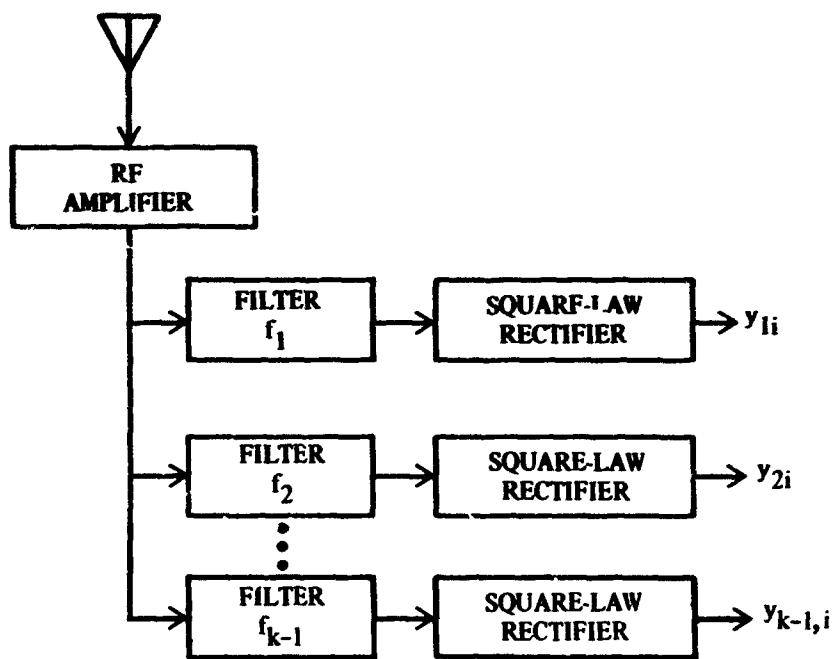 RF
AMPLIFIER
FILTER
f1
SQUARF-LAW
RECTIFIER
y1i
FILTER
f2
SQUARE-LAW
RECTIFIER
y2i
FILTER
fk-1
SQUARE-LAW
RECTIFIER
yk-1,i